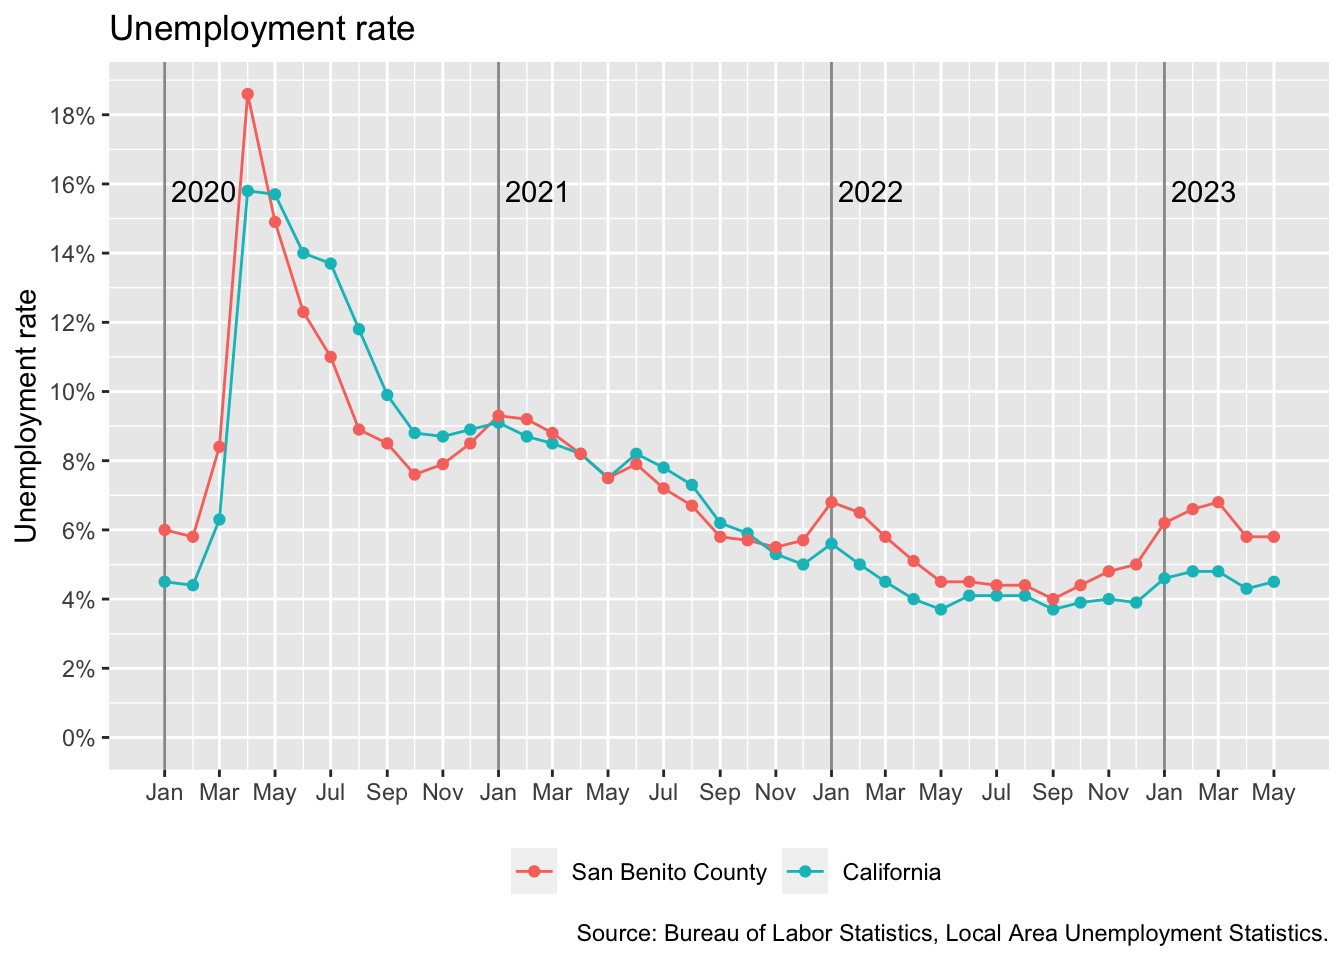 Unemployment rate
18%
16%
14%
12%
10%
8%
6%
4%
2%
0%
Unemployment rate
2020 2021 2022 2023
Jan Mar May Jul Sep Nov Jan Mar May Jul Sep Nov Jan Mar May Jul Sep Nov Jan Mar May
San Benito County California
Source: Bureau of Labor Statistics, Local Area Unemployment Statistics.